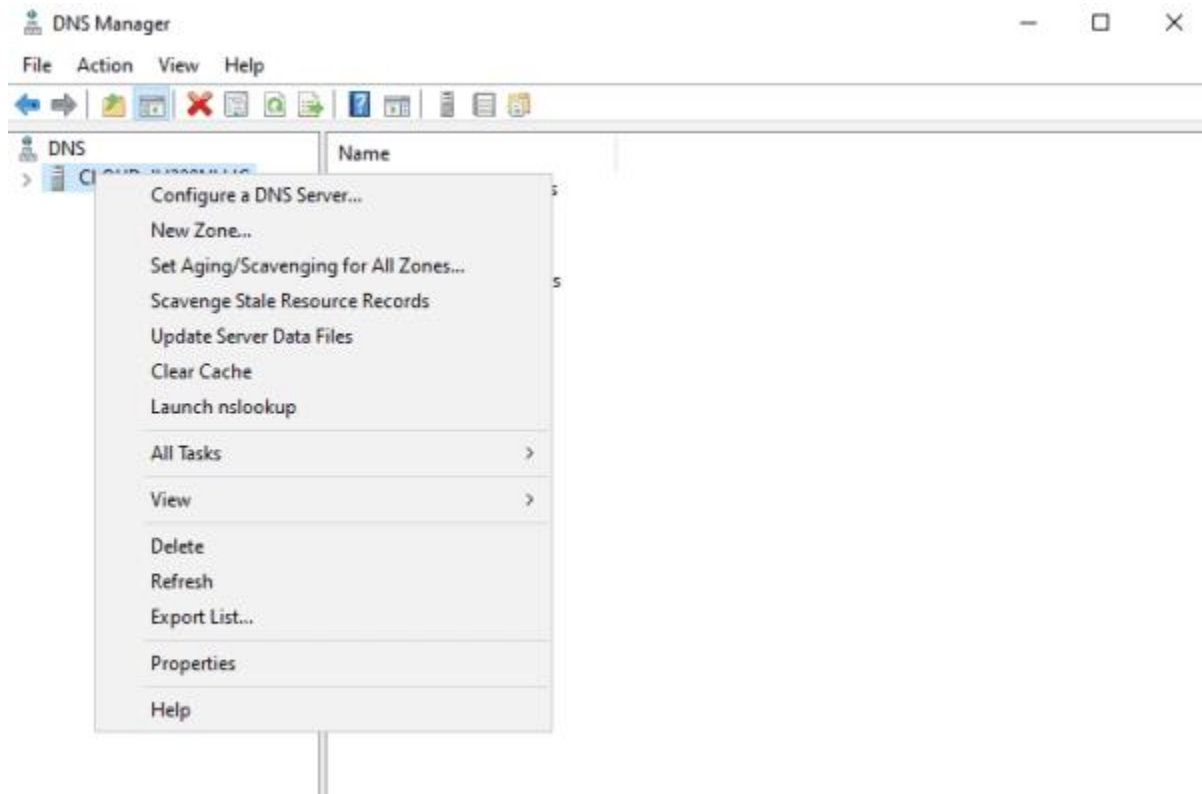 DNS Manager
File Action View Help
DNS
Name
Configure a DNS Server...
New Zone...
Set Aging/Scavenging for All Zones...
Scavenge Stale Resource Records
Update Server Data Files
Clear Cache
Launch nslookup
All Tasks
View
Delete
Refresh
Export List...
Properties
Help